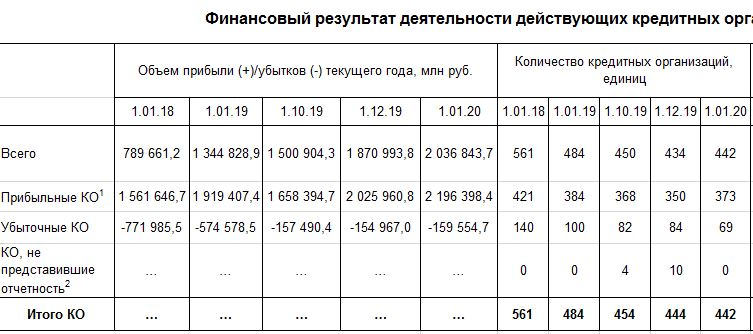 Финансовый результат деятельности действующих кредитных орга
Объем прибыли (+)/убытков (-) текущего года, млн руб. Количество кредитных организаций, единиц
1.01.18 1.01.19 1.10.19 1.12.19 1.01.20 1.01.18 1.01.19 1.10.19 1.12.19 1.01.20
Всего 789 661,2 1 344 828,9 1 500 904,3 1 870 993,8 2 036 843,7 561 484 450 434 442
Прибыльные КО1 1 561 646,7 1 919 407,4 1 658 394,7 2 025 960,8 2 196 398,4 421 384 368 350 373
Убыточные КО -771 985,5 -574 578,5 -157 490,4 -154 967,0 -159 554,7 140 100 82 84 69
КО, не представившие отчетность2 ... ... ... ... ... 0 0 4 10 0
Итого КО ... ... ... ... ... 561 484 454 444 442